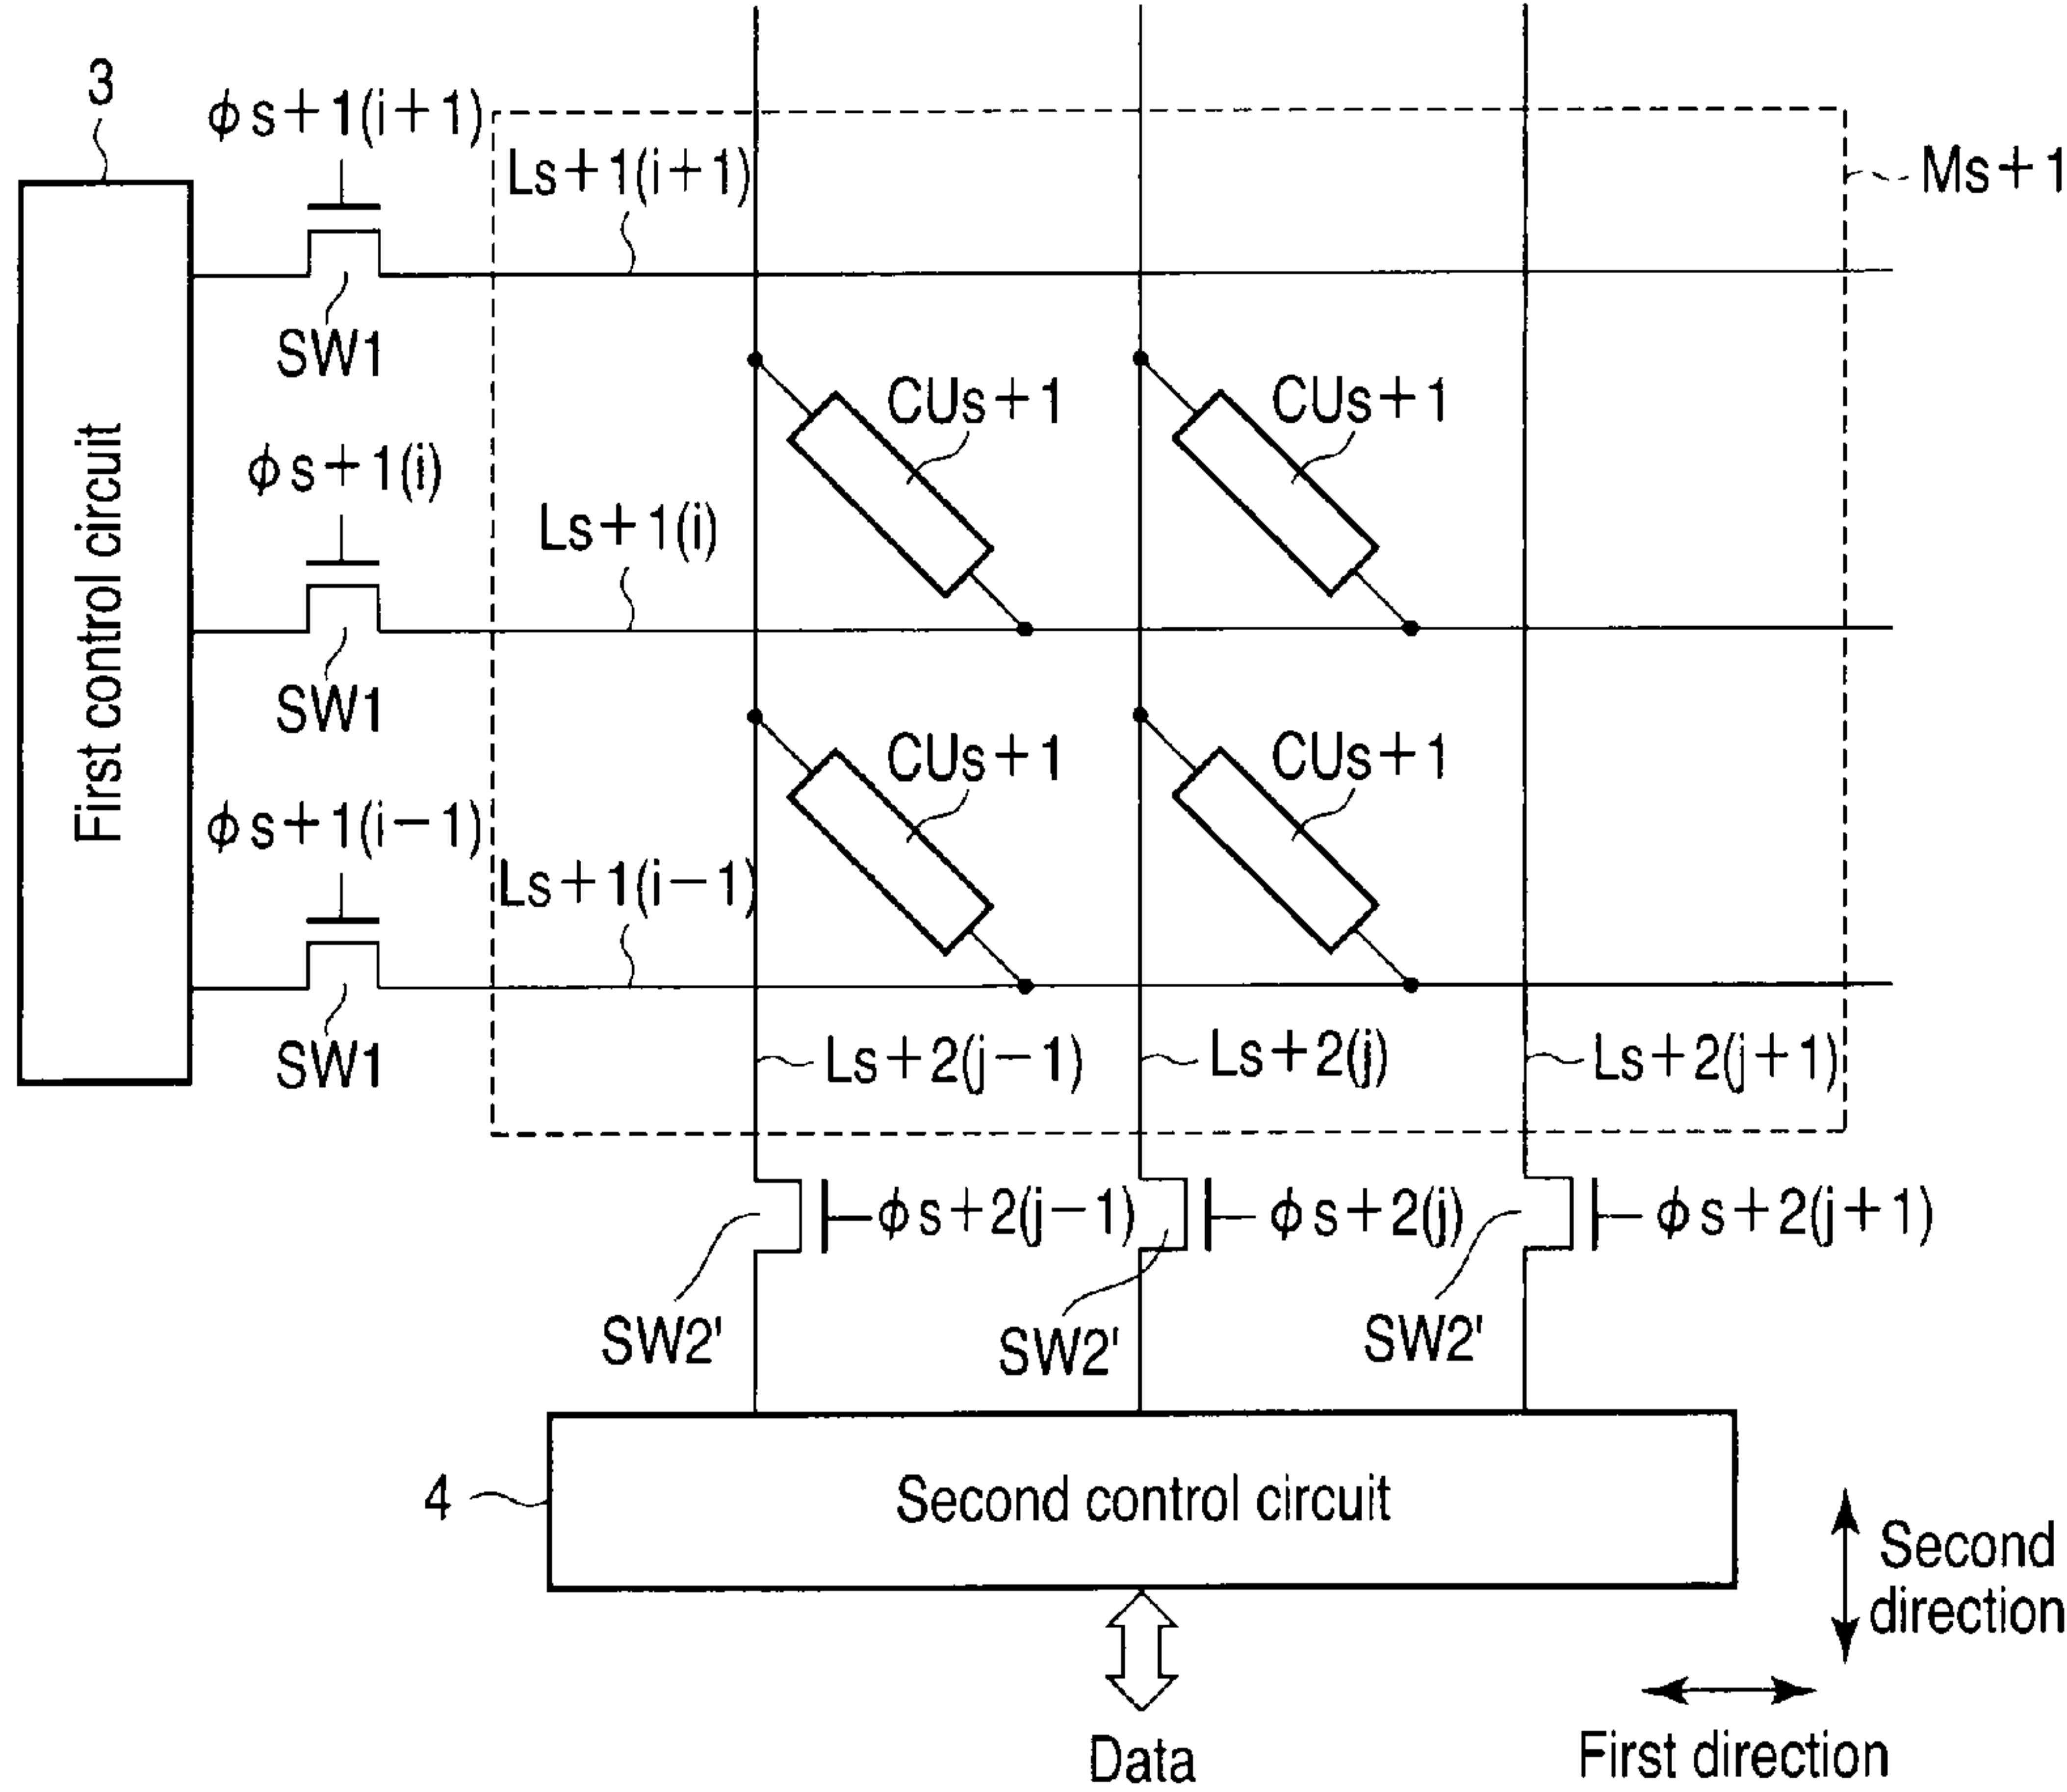 3
ϕs+1(i+1)
Ls+1(i+1)
Ms+1
SW1
First control circuit
CUs+1
CUs+1
ϕs+1(i)
Ls+1(i)
SW1
CUs+1
CUs+1
ϕs+1(i−1)
Ls+1(i−1)
SW1
Ls+2(j−1)
Ls+2(j)
Ls+2(j+1)
ϕs+2(j−1)
ϕs+2(j)
ϕs+2(j+1)
SW2'
SW2'
SW2'
4
Second control circuit
Second
direction
First direction
Data